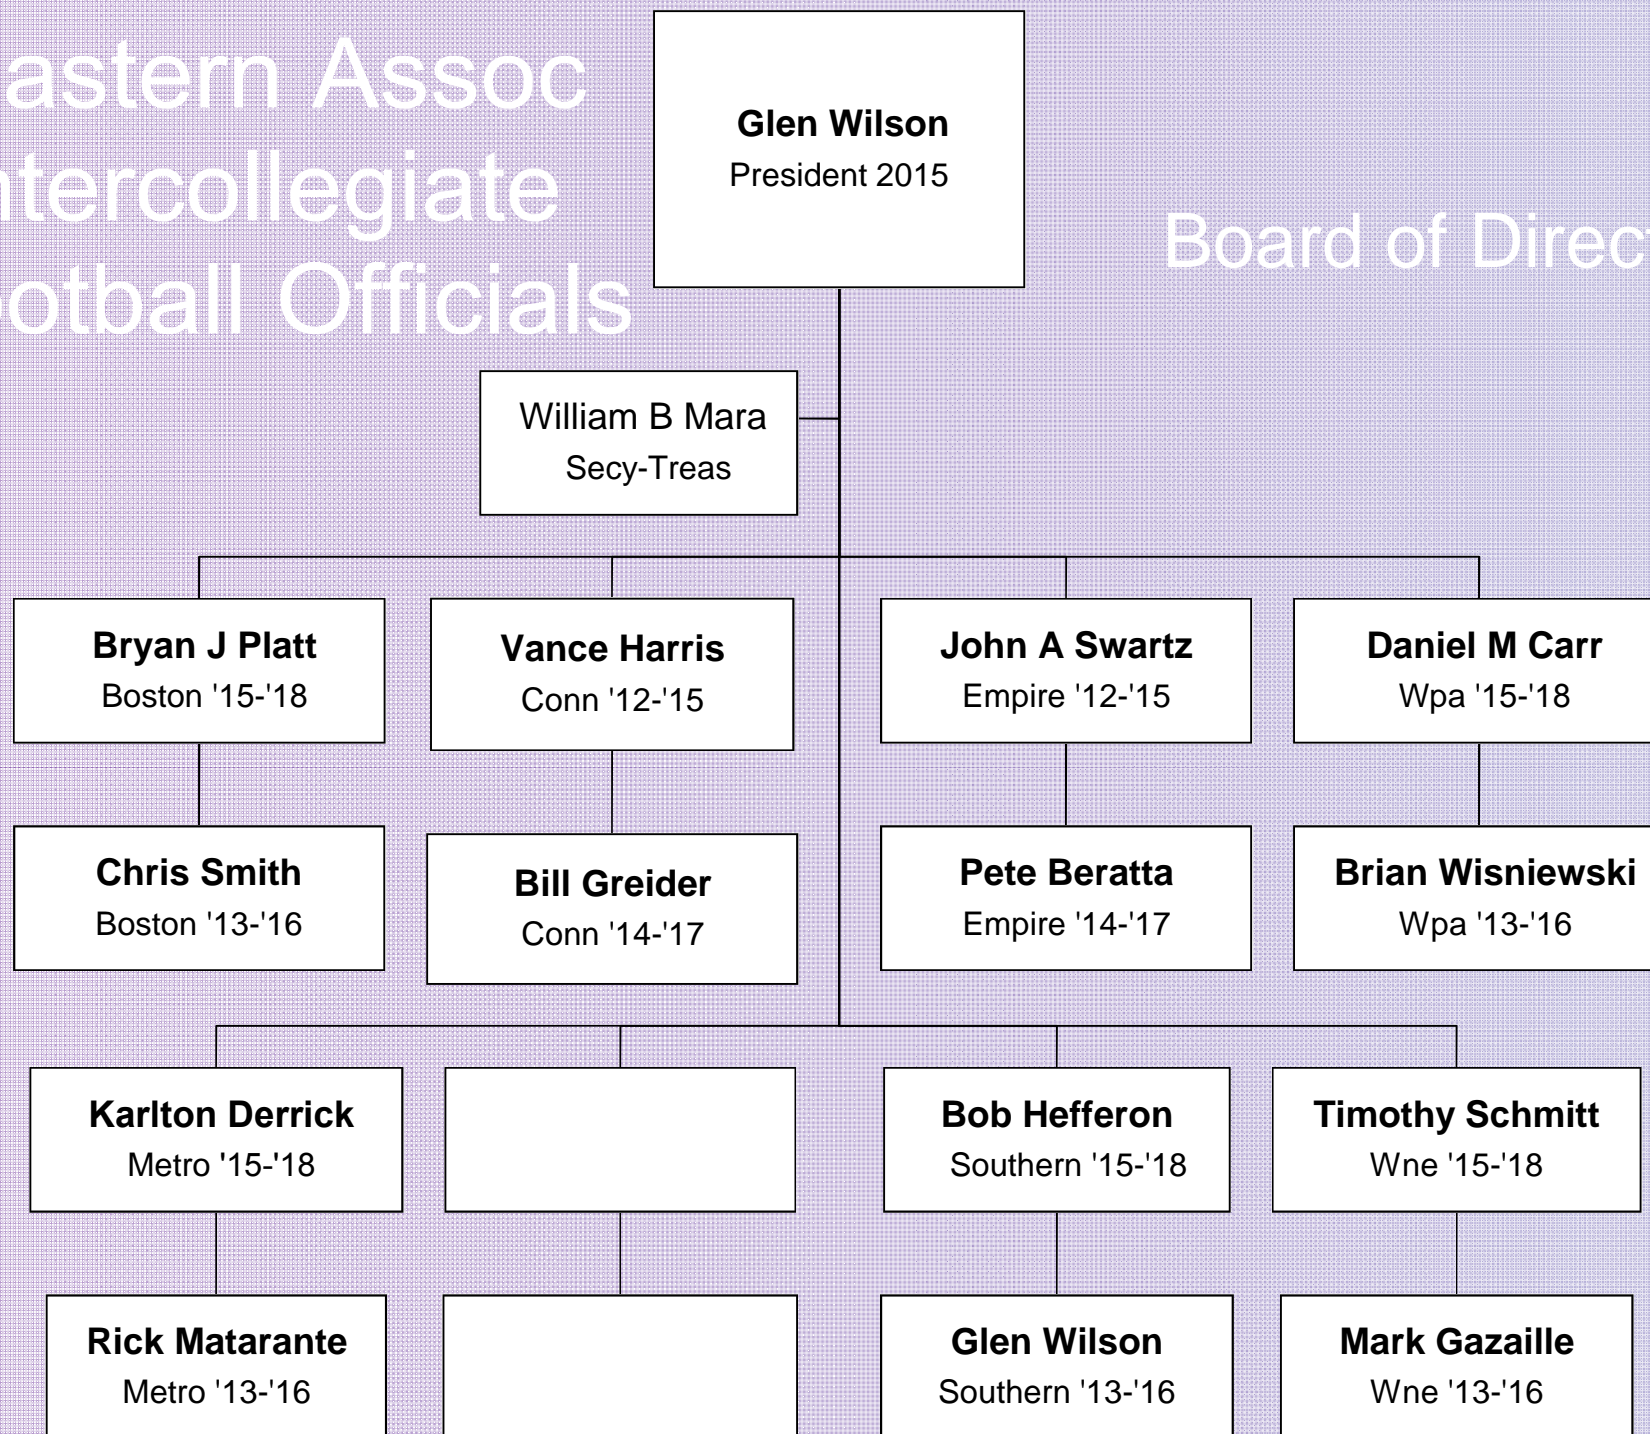 astern Assoc
ntercollegiate
otball Officials
Board of Direct
Glen Wilson
President 2015
William B Mara
Secy-Treas
Bryan J Platt
Boston '15-'18
Vance Harris
Conn '12-'15
John A Swartz
Empire '12-'15
Daniel M Carr
Wpa '15-'18
Chris Smith
Boston '13-'16
Bill Greider
Conn '14-'17
Pete Beratta
Empire '14-'17
Brian Wisniewski
Wpa '13-'16
Karlton Derrick
Metro '15-'18
Bob Hefferon
Southern '15-'18
Timothy Schmitt
Wne '15-'18
Rick Matarante
Metro '13-'16
Glen Wilson
Southern '13-'16
Mark Gazaille
Wne '13-'16